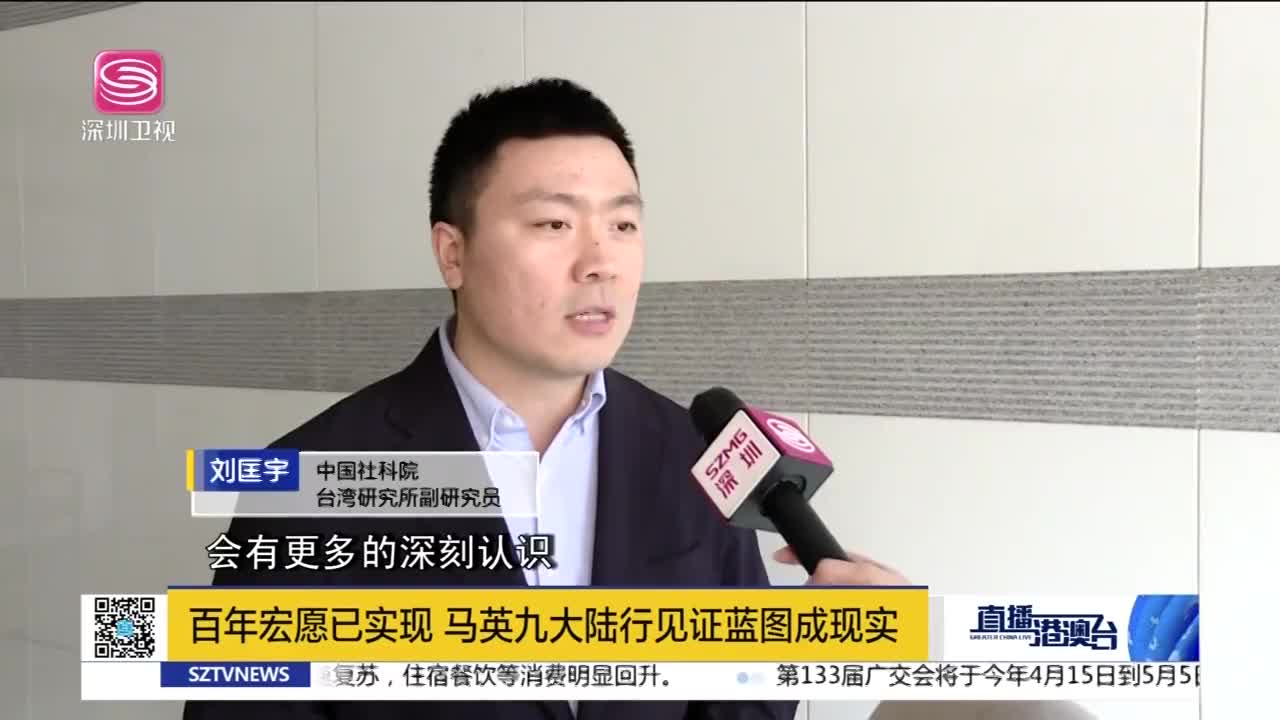 深圳卫视
SZMG
深圳
刘匡宇
中国社科院
台湾研究所副研究员
会有更多的深刻认识
百年宏愿已实现 马英九大陆行见证蓝图成现实
直播港澳台
GREATER CHINA LIVE
SZTVNEWS
复苏，住宿餐饮等消费明显回升。
第133届广交会将于今年4月15日到5月5日